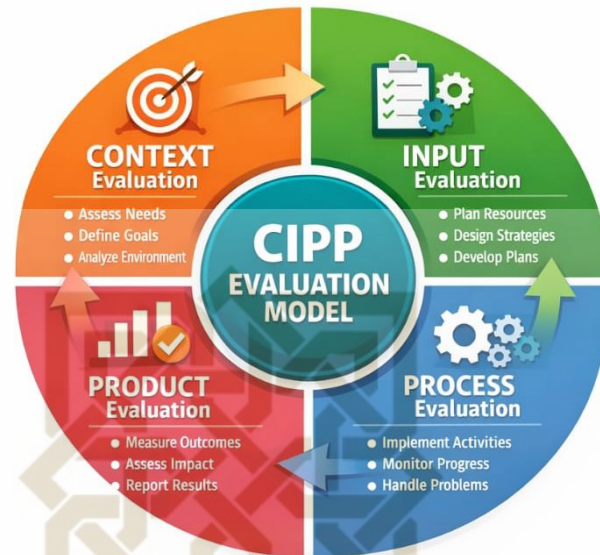 CONTEXT
Evaluation
• Assess Needs
• Define Goals
• Analyze Environment
INPUT
Evaluation
• Plan Resources
• Design Strategies
• Develop Plans
CIPP
EVALUATION
MODEL
PRODUCT
Evaluation
• Measure Outcomes
• Assess Impact
• Report Results
PROCESS
Evaluation
• Implement Activities
• Monitor Progress
• Handle Problems